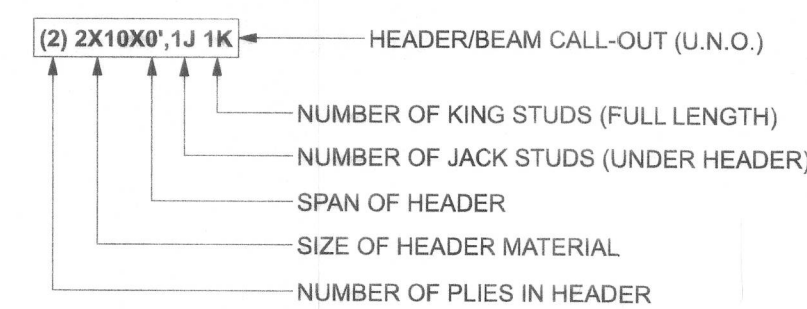 (2) 2X10X0',1J 1K
HEADER/BEAM CALL-OUT (U.N.O.)
NUMBER OF KING STUDS (FULL LENGTH)
NUMBER OF JACK STUDS (UNDER HEADER)
SPAN OF HEADER
SIZE OF HEADER MATERIAL
NUMBER OF PLIES IN HEADER